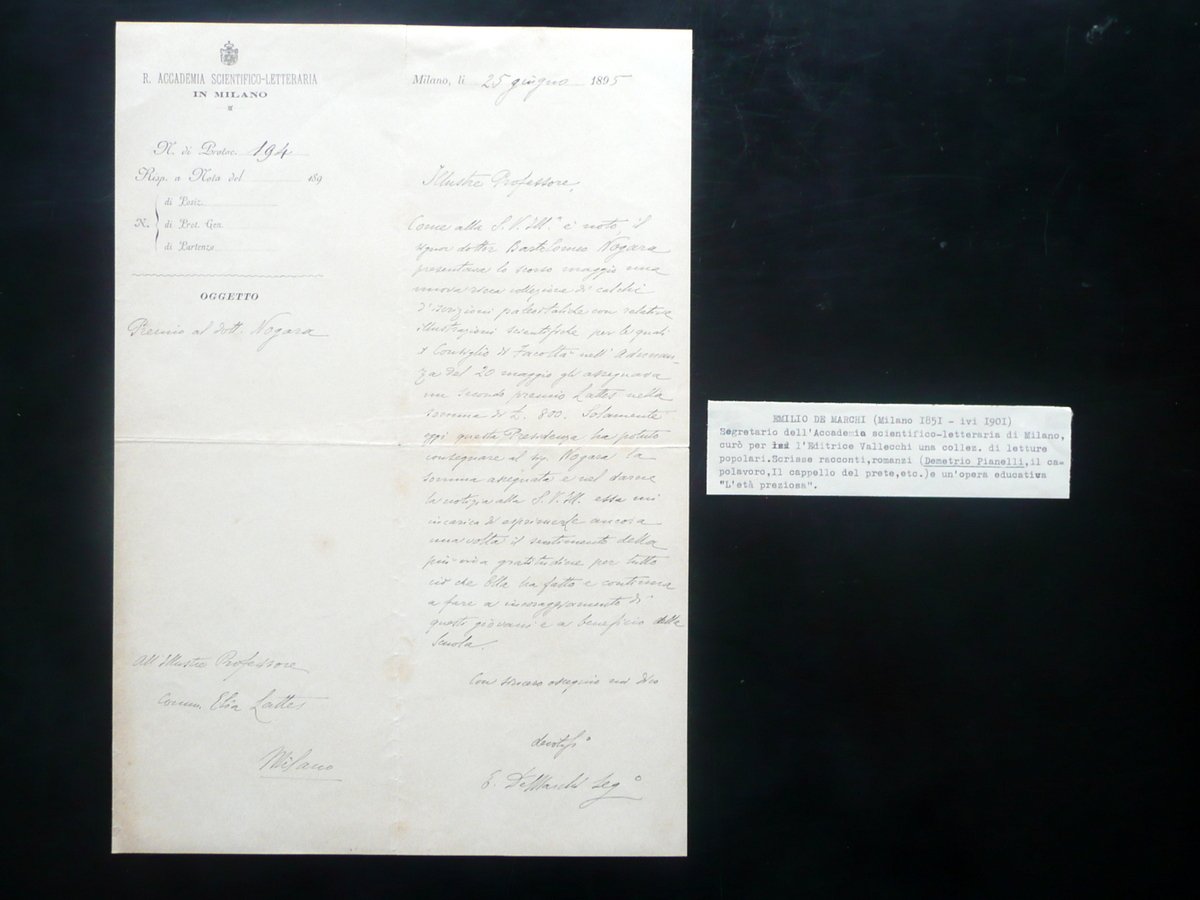 R. ACCADEMIA SCIENTIFICO-LETTERARIA
IN MILANO
N. di Protoc. 194
Risp. a Nota del 189
N.
di Posiz.
di Prot. Gen.
di Partenza
OGGETTO
Premio al dott. Nogara
All'Illustre Professore
Comm. Elia Lattes
Milano
Milano, li 25 giugno 1895
Illustre Professore,
Come alla S. V. Ill.ª è noto, il
signor dottor Bartolomeo Nogara
presentava lo scorso maggio una
nuova ricca collezione di calchi
d'iscrizioni paleoitaliche con relative
illustrazioni scientifiche per le quali
il Consiglio di Facoltà nell'Adunan-
za del 20 maggio gli assegnava
un secondo premio Lattes nella
somma di L. 800. Solamente
oggi questa Presidenza ha potuto
consegnare al sig. Nogara la
somma assegnata e nel darne
la notizia alla S. V. Ill. essa mi
incarica di esprimerle ancora
una volta il sentimento della
più viva gratitudine per tutto
ciò che Ella ha fatto e continua
a fare a incoraggiamento di
questi giovani e a beneficio della
Scuola.
Con sincero ossequio mi dico
devotiss°
E. De Marchi Seg°
EMILIO DE MARCHI (Milano 1851 - ivi 1901)
Segretario dell'Accademia scientifico-letteraria di Milano,
curò per l'Editrice Vallecchi una collez. di letture
popolari.Scrisse racconti,romanzi (Demetrio Pianelli,il ca-
polavoro,Il cappello del prete,etc.)e un'opera educativa
"L'età preziosa".